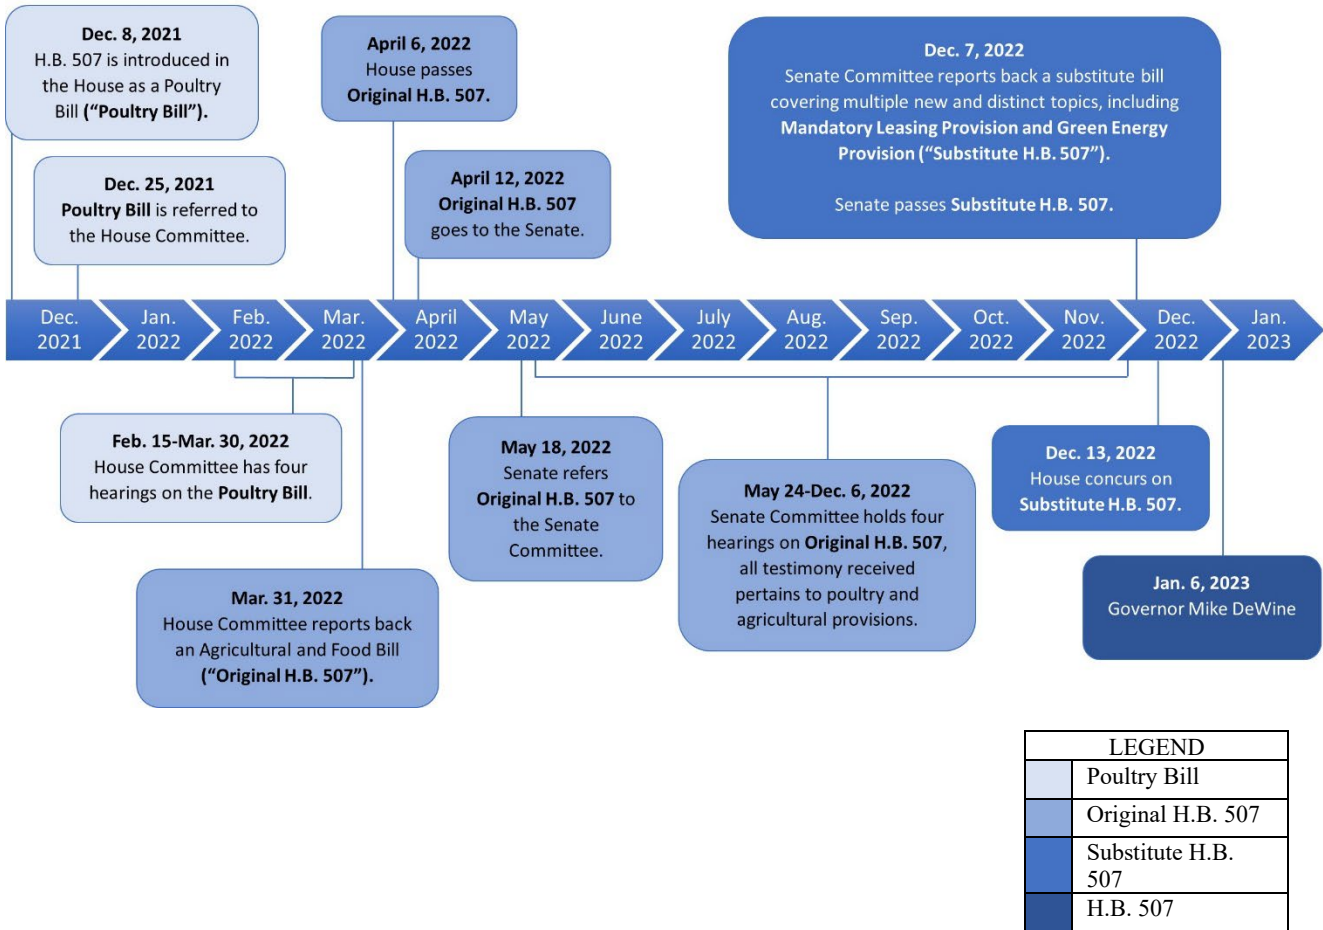 Dec. 8, 2021
H.B. 507 is introduced in
the House as a Poultry
Bill (“Poultry Bill”).
Dec. 25, 2021
Poultry Bill is referred to
the House Committee.
April 6, 2022
House passes
Original H.B. 507.
April 12, 2022
Original H.B. 507
goes to the Senate.
Dec. 7, 2022
Senate Committee reports back a substitute bill
covering multiple new and distinct topics, including
Mandatory Leasing Provision and Green Energy
Provision (“Substitute H.B. 507”).
Senate passes Substitute H.B. 507.
Dec.
2021
Jan.
2022
Feb.
2022
Mar.
2022
April
2022
May
2022
June
2022
July
2022
Aug.
2022
Sep.
2022
Oct.
2022
Nov.
2022
Dec.
2022
Jan.
2023
Feb. 15-Mar. 30, 2022
House Committee has four
hearings on the Poultry Bill.
Mar. 31, 2022
House Committee reports back
an Agricultural and Food Bill
(“Original H.B. 507”).
May 18, 2022
Senate refers
Original H.B. 507 to
the Senate
Committee.
May 24-Dec. 6, 2022
Senate Committee holds four
hearings on Original H.B. 507,
all testimony received
pertains to poultry and
agricultural provisions.
Dec. 13, 2022
House concurs on
Substitute H.B. 507.
Jan. 6, 2023
Governor Mike DeWine
LEGEND
Poultry Bill
Original H.B. 507
Substitute H.B.
507
H.B. 507